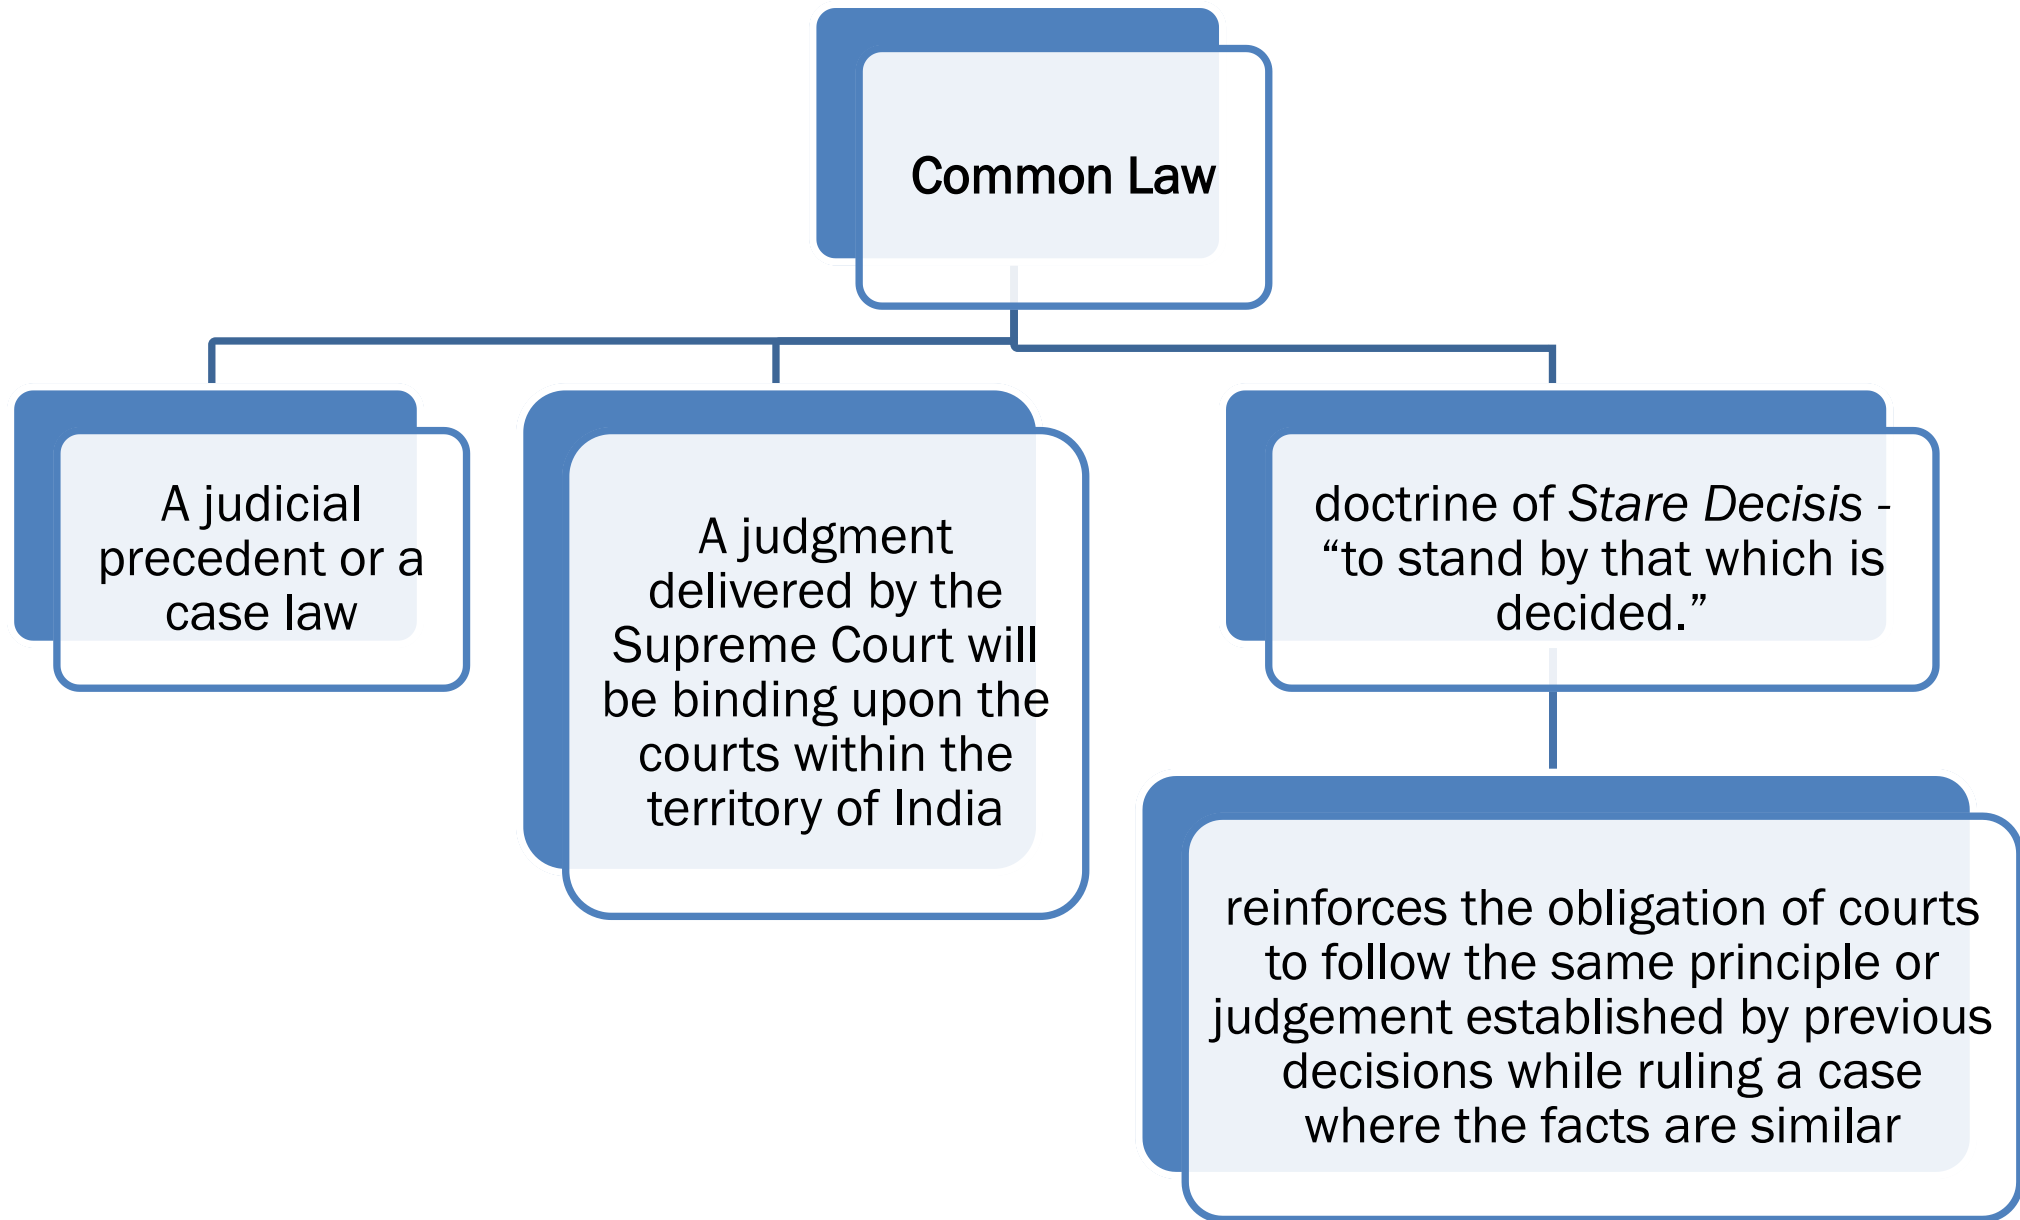 Common Law
A judicial
precedent or a
case law
A judgment
delivered by the
Supreme Court will
be binding upon the
courts within the
territory of India
doctrine of Stare Decisis -
“to stand by that which is
decided.”
reinforces the obligation of courts
to follow the same principle or
judgement established by previous
decisions while ruling a case
where the facts are similar